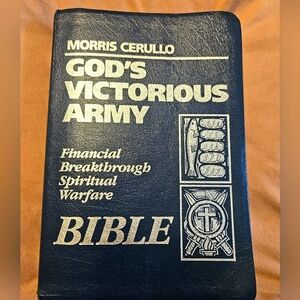 MORRIS CERULLO
GOD'S
VICTORIOUS
ARMY
Financial
Breakthrough
Spiritual
Warfare
BIBLE